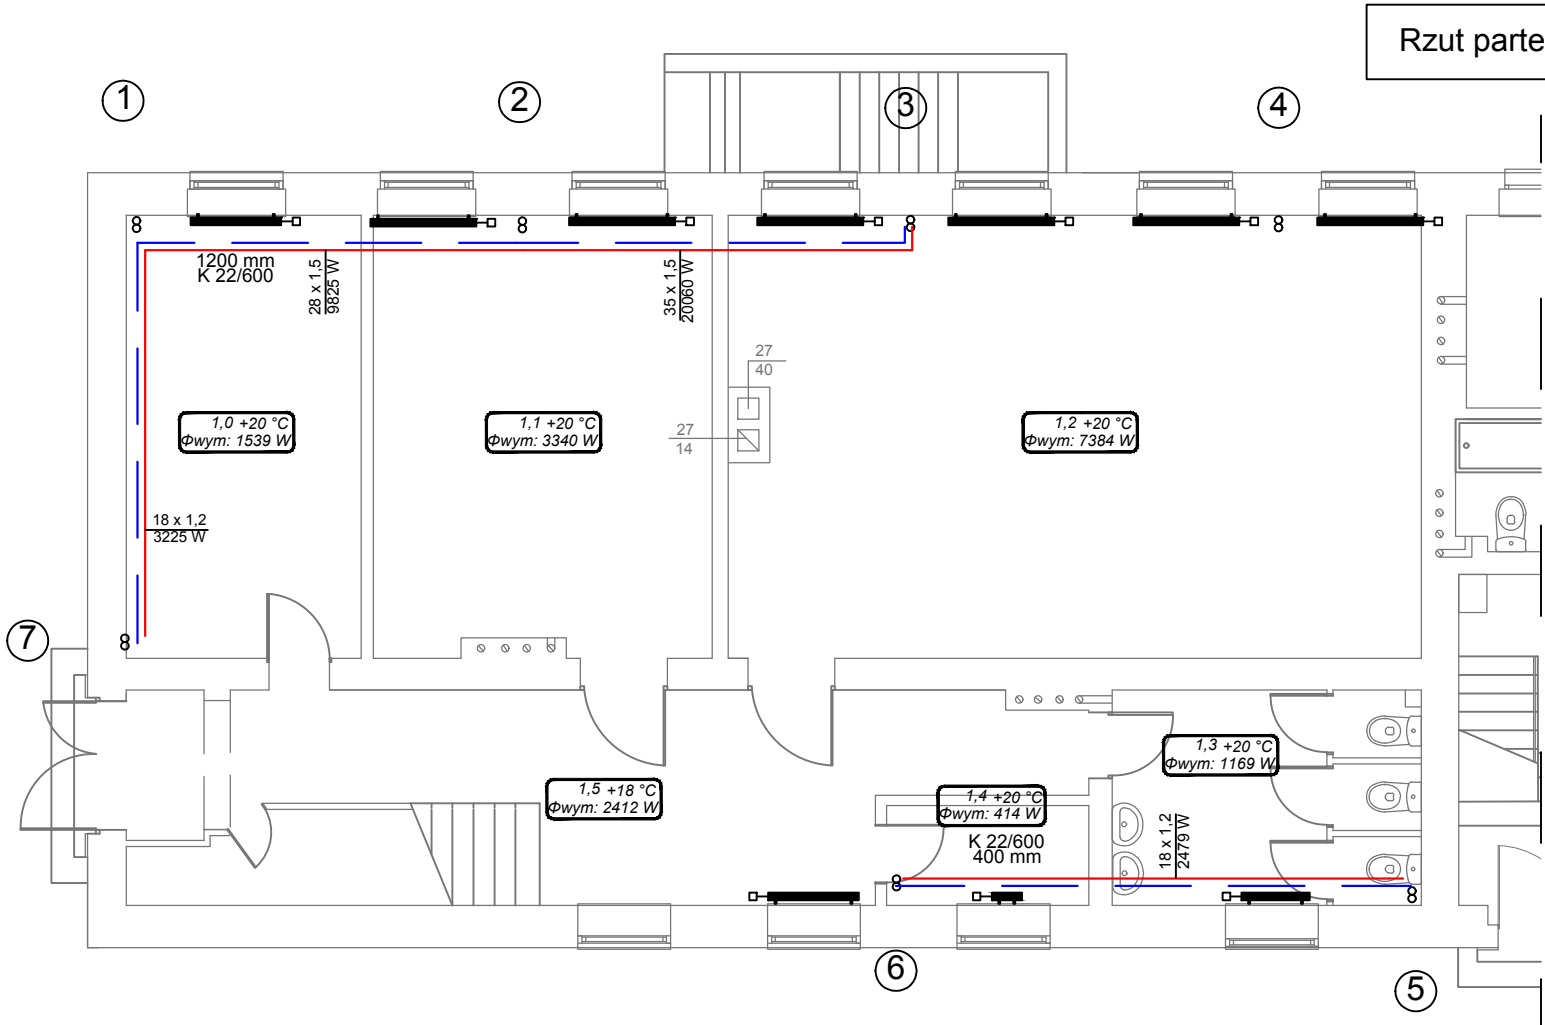 Rzut parte
1
2
3
4
1200 mm
K 22/600
28 x 1,5
9825 W
35 x 1,5
20060 W
27
40
27
14
1,0 +20 °C
Φwym: 1539 W
1,1 +20 °C
Φwym: 3340 W
1,2 +20 °C
Φwym: 7384 W
18 x 1,2
3225 W
7
1,3 +20 °C
Φwym: 1169 W
1,5 +18 °C
Φwym: 2412 W
1,4 +20 °C
Φwym: 414 W
K 22/600
400 mm
18 x 1,2
2479 W
6
5